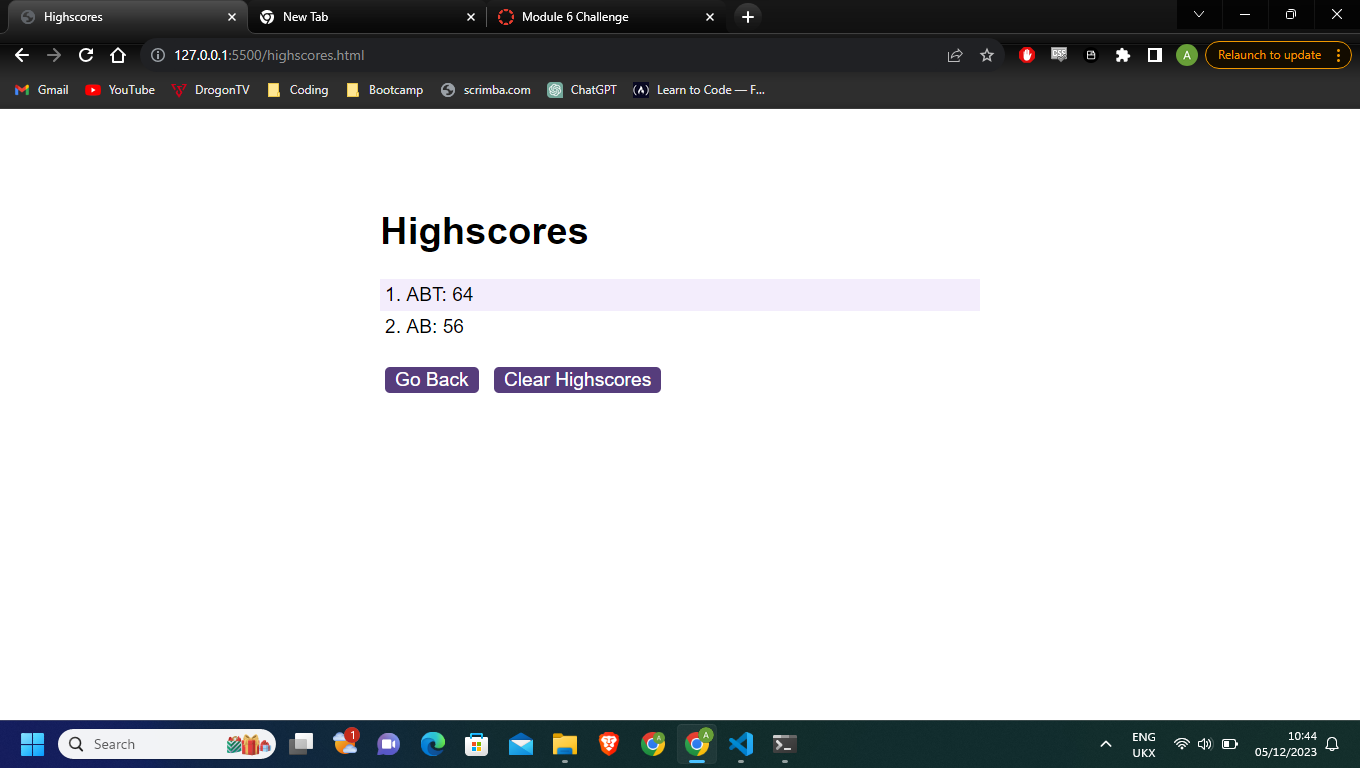 Highscores
New Tab
Module 6 Challenge
127.0.0.1:5500/highscores.html
A
Relaunch to update
Gmail
YouTube
DrogonTV
Coding
Bootcamp
scrimba.com
ChatGPT
Learn to Code — F...
Highscores
1. ABT: 64
2. AB: 56
Go Back
Clear Highscores
Search
1
A
A
ENG
UKX
10:44
05/12/2023